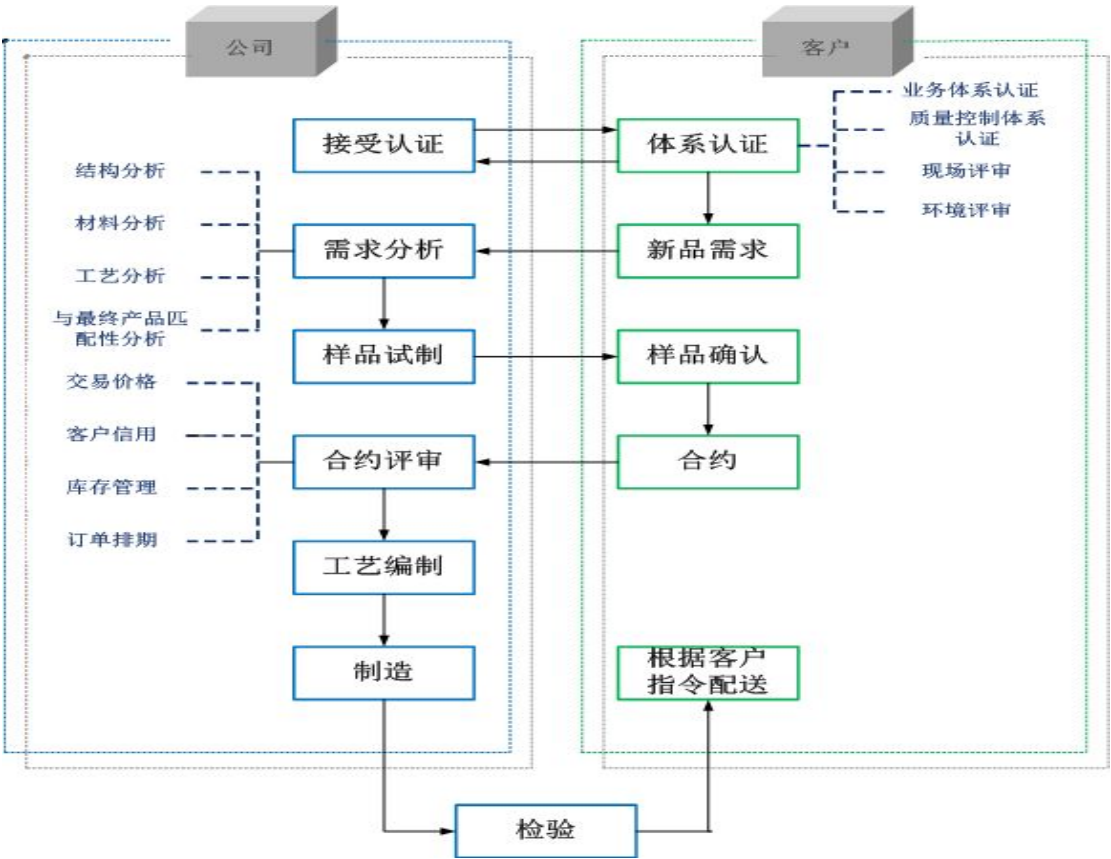 公司
客户
接受认证
体系认证
业务体系认证
质量控制体系
认证
现场评审
环境评审
结构分析
材料分析
工艺分析
与最终产品匹
配性分析
需求分析
新品需求
样品试制
样品确认
交易价格
客户信用
库存管理
订单排期
合约评审
合约
工艺编制
制造
根据客户
指令配送
检验